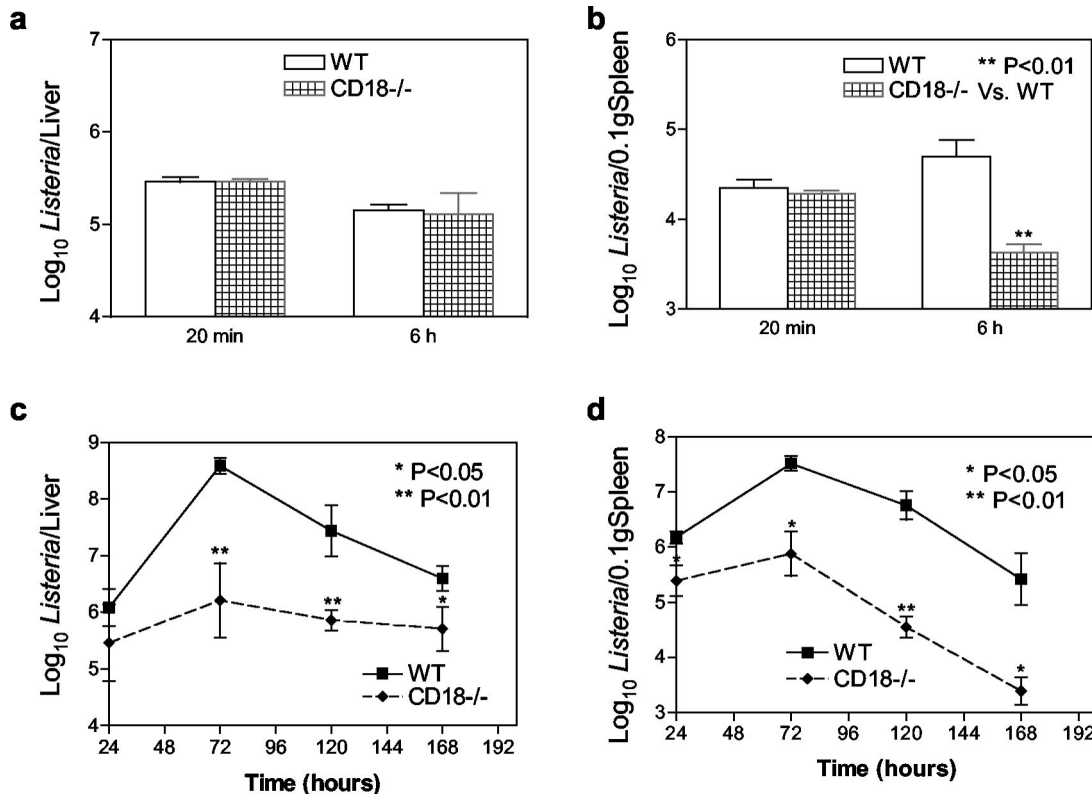 a
Log10 Listeria/Liver
7
6
5
4
WT
CD18-/-
20 min
6 h
b
Log10 Listeria/0.1gSpleen
6
5
4
3
WT
CD18-/-
** P<0.01
Vs. WT
**
20 min
6 h
c
Log10 Listeria/Liver
9
8
7
6
5
4
* P<0.05
** P<0.01
**
**
*
WT
CD18-/-
24 48 72 96 120 144 168 192
Time (hours)
d
Log10 Listeria/0.1gSpleen
8
7
6
5
4
3
* P<0.05
** P<0.01
*
*
**
*
WT
CD18-/-
24 48 72 96 120 144 168 192
Time (hours)